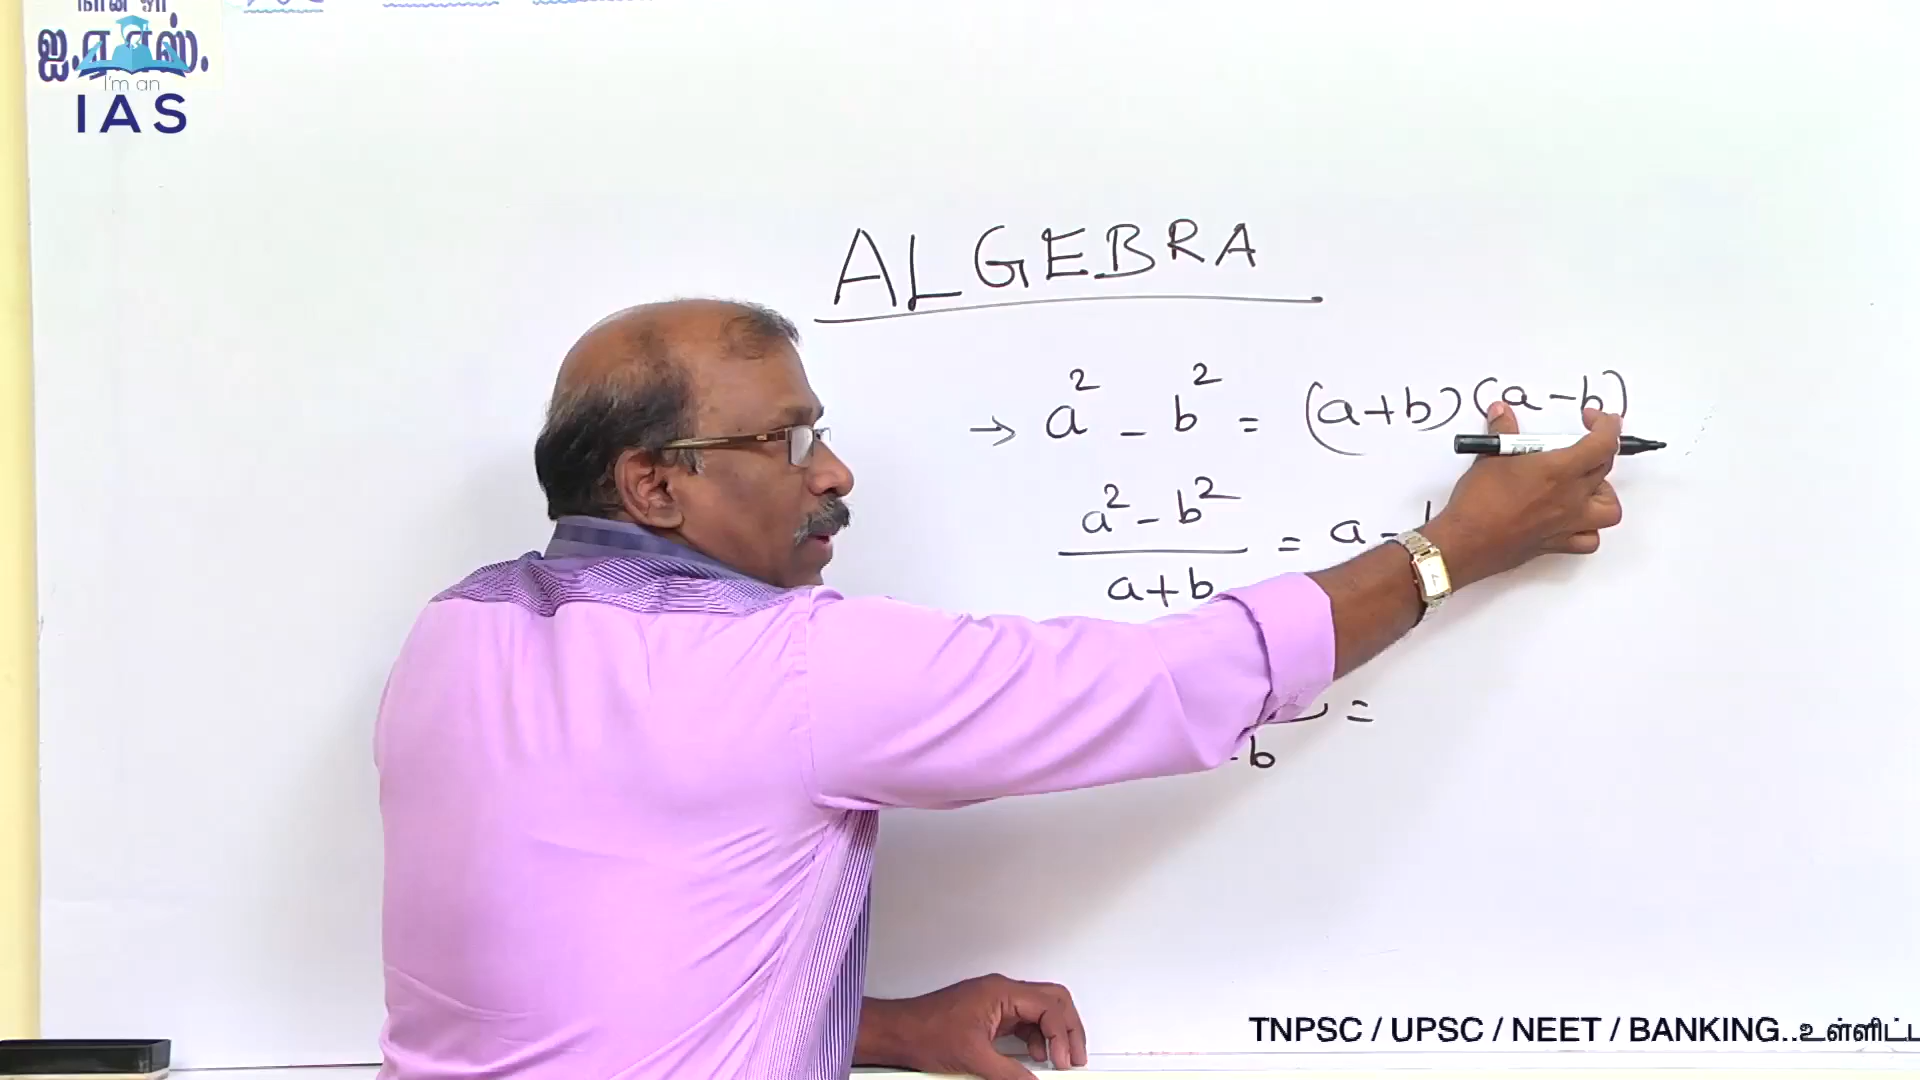 ஐ.ஏ.எஸ்.
I'm an
IAS
ALGEBRA
→ a² - b² = (a+b) (a-b)
a² - b²
= a -
a+b
=
- b
TNPSC / UPSC / NEET / BANKING..உள்ளிட்ட